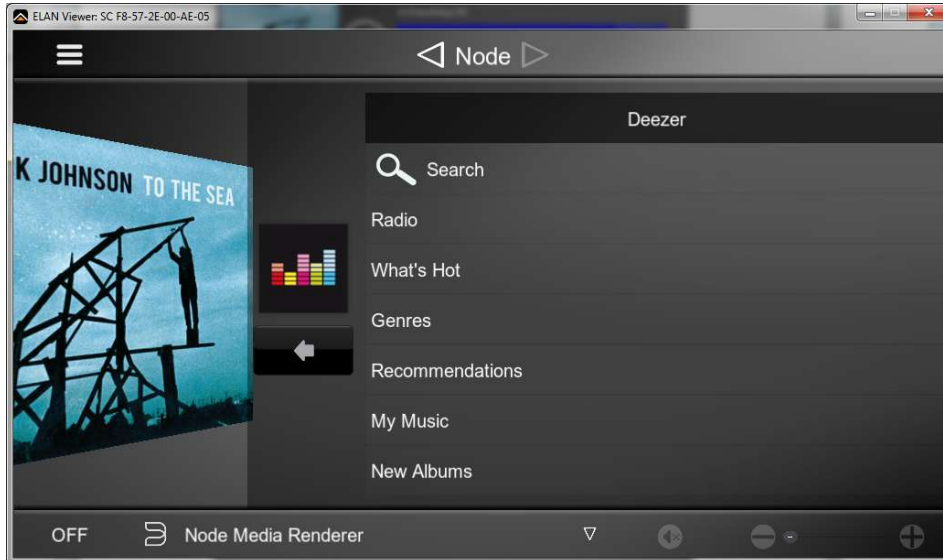 ELAN Viewer: SC F8-57-2E-00-AE-05
Node
Deezer
K JOHNSON TO THE SEA
Search
Radio
What's Hot
Genres
Recommendations
My Music
New Albums
OFF Node Media Renderer